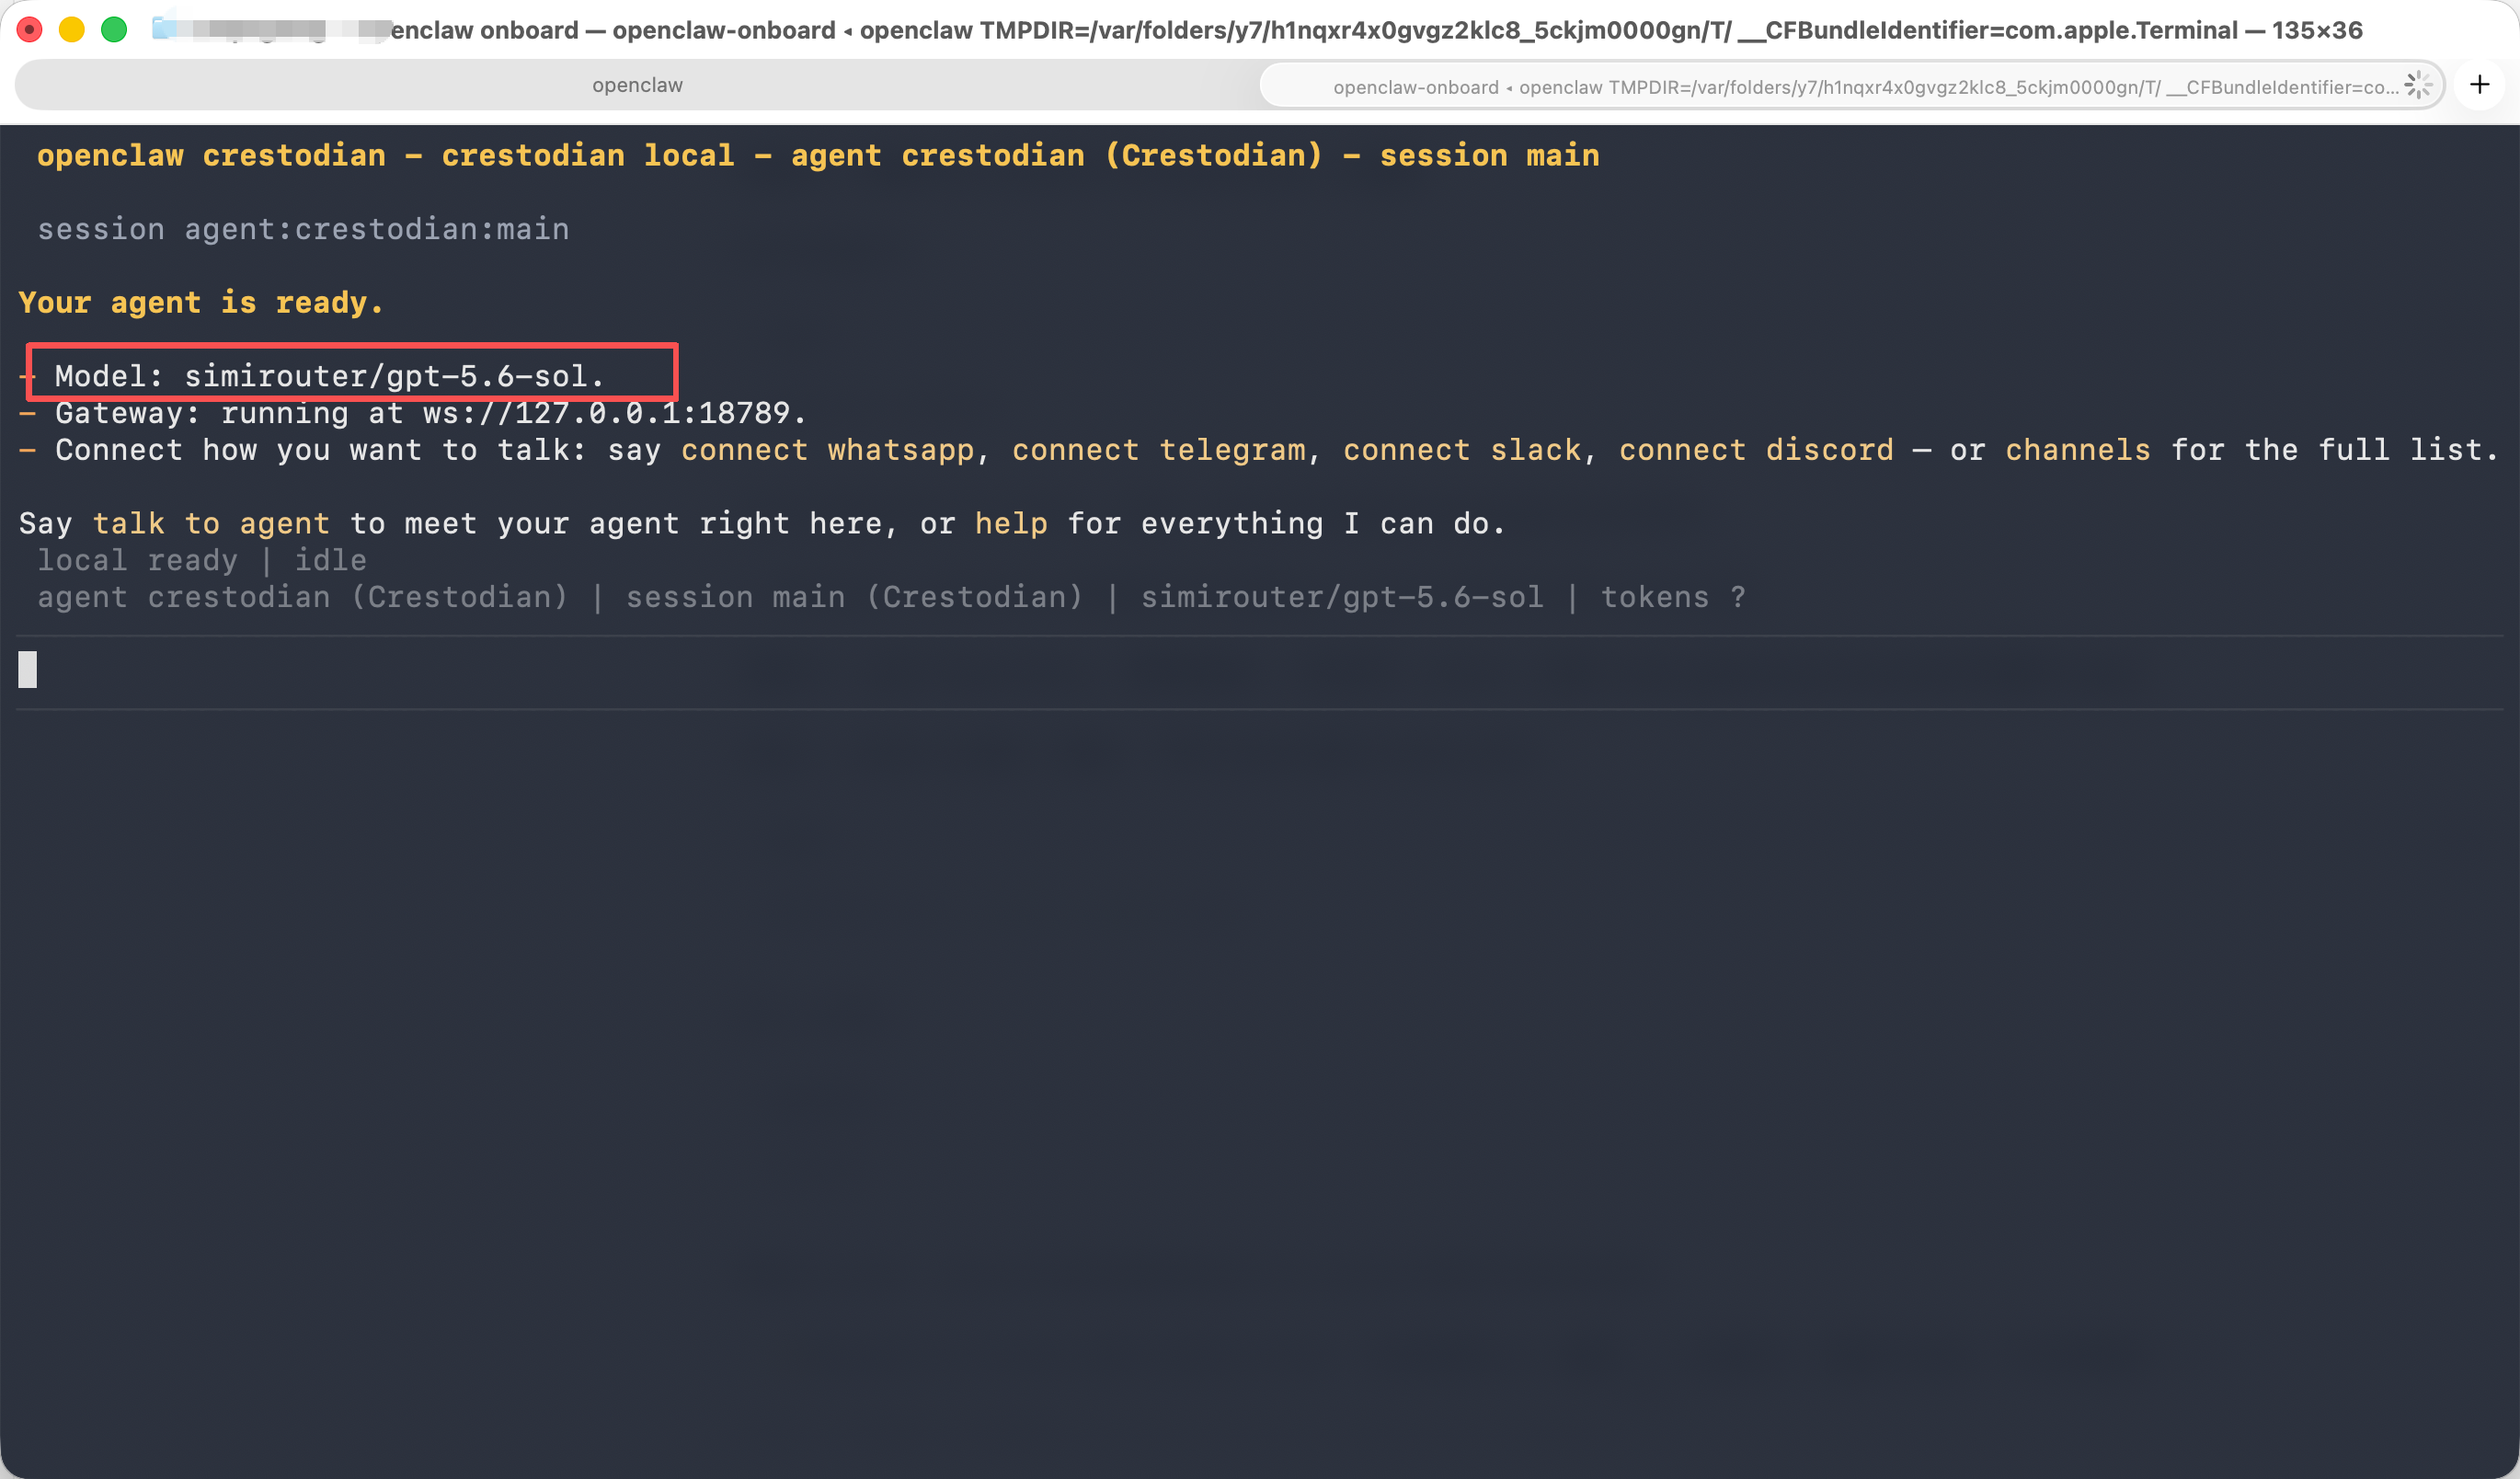 enclaw onboard — openclaw-onboard ◂ openclaw TMPDIR=/var/folders/y7/h1nqxr4x0gvgz2klc8_5ckjm0000gn/T/ __CFBundleIdentifier=com.apple.Terminal — 135×36
openclaw
openclaw-onboard ◂ openclaw TMPDIR=/var/folders/y7/h1nqxr4x0gvgz2klc8_5ckjm0000gn/T/ __CFBundleIdentifier=co...
openclaw crestodian – crestodian local – agent crestodian (Crestodian) – session main
session agent:crestodian:main
Your agent is ready.
– Model: simirouter/gpt-5.6-sol.
– Gateway: running at ws://127.0.0.1:18789.
– Connect how you want to talk: say connect whatsapp, connect telegram, connect slack, connect discord — or channels for the full list.
Say talk to agent to meet your agent right here, or help for everything I can do.
local ready | idle
agent crestodian (Crestodian) | session main (Crestodian) | simirouter/gpt-5.6-sol | tokens ?